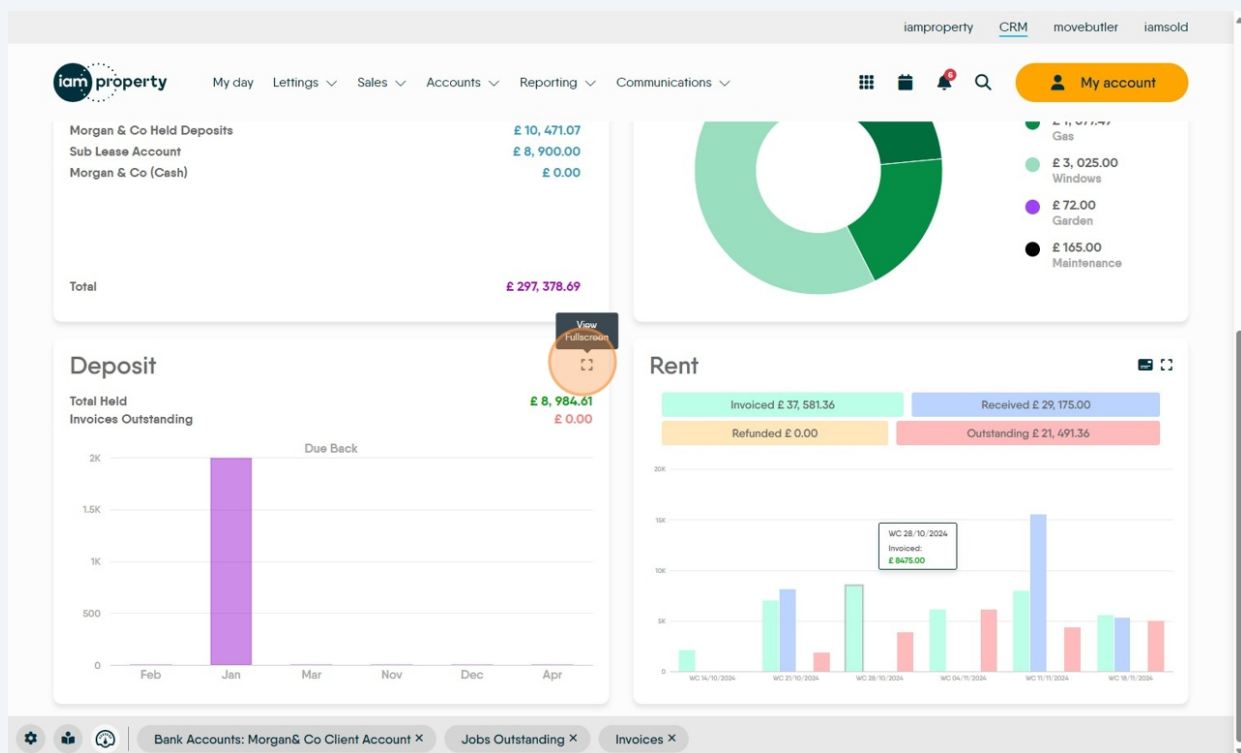 iamproperty CRM movebutler iamsold
iam property My day Lettings Sales Accounts Reporting Communications 6 My account
Morgan & Co Held Deposits £ 10, 471.07
Sub Lease Account £ 8, 900.00
Morgan & Co (Cash) £ 0.00
Total £ 297, 378.69
Gas
£ 3, 025.00
Windows
£ 72.00
Garden
£ 165.00
Maintenance
View
Fullscreen
Deposit
Total Held £ 8, 984.61
Invoices Outstanding £ 0.00
Due Back
2K
1.5K
1K
500
0
Feb Jan Mar Nov Dec Apr
Rent
Invoiced £ 37, 581.36 Received £ 29, 175.00
Refunded £ 0.00 Outstanding £ 21, 491.36
20K
15K
10K
5K
0
WC 28/10/2024
Invoiced:
£ 8475.00
WC 14/10/2024 WC 21/10/2024 WC 28/10/2024 WC 04/11/2024 WC 11/11/2024 WC 18/11/2024
Bank Accounts: Morgan& Co Client Account × Jobs Outstanding × Invoices ×